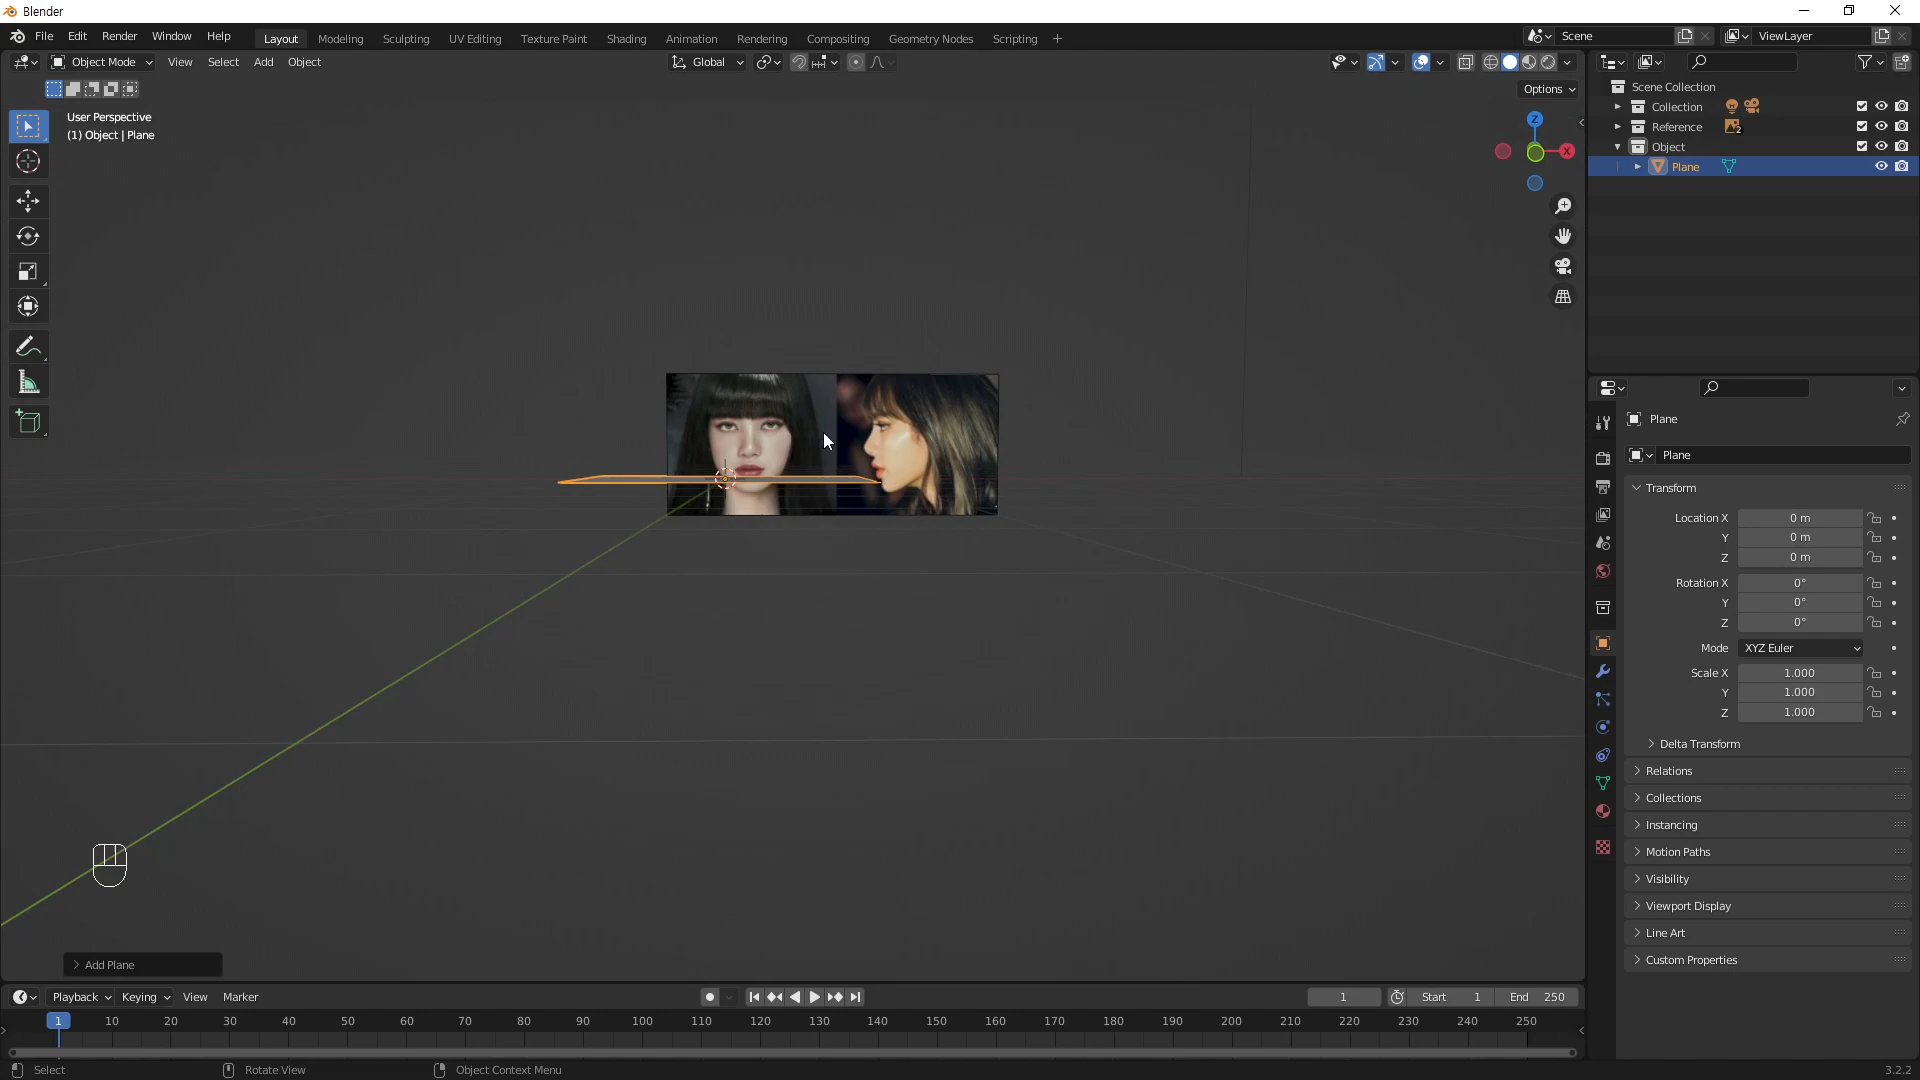 Blender
File Edit Render Window Help
Layout Modeling Sculpting UV Editing Texture Paint Shading Animation Rendering Compositing Geometry Nodes Scripting +
Scene
ViewLayer
Object Mode View Select Add Object
Global
Options
User Perspective
(1) Object | Plane
Z
X
Scene Collection
Collection
Reference 2
Object
Plane
Plane
Plane
Transform
Location X 0 m
Y 0 m
Z 0 m
Rotation X 0°
Y 0°
Z 0°
Mode XYZ Euler
Scale X 1.000
Y 1.000
Z 1.000
Delta Transform
Relations
Collections
Instancing
Motion Paths
Visibility
Viewport Display
Line Art
Custom Properties
Add Plane
Playback Keying View Marker
1 Start 1 End 250
1 10 20 30 40 50 60 70 80 90 100 110 120 130 140 150 160 170 180 190 200 210 220 230 240 250
Select Rotate View Object Context Menu 3.2.2